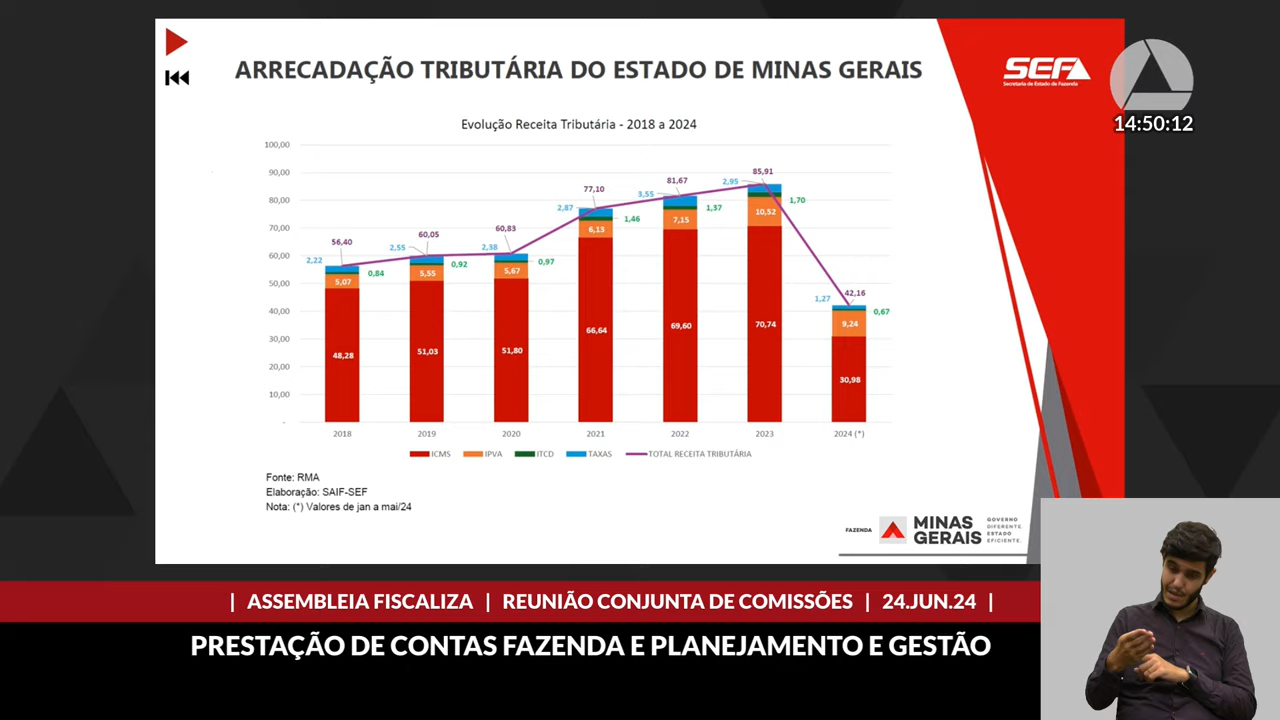 ARRECADAÇÃO TRIBUTÁRIA DO ESTADO DE MINAS GERAIS
SEFA
Secretaria de Estado de Fazenda
14:50:12
Evolução Receita Tributária - 2018 a 2024
100,00
90,00
80,00
70,00
60,00
50,00
40,00
30,00
20,00
10,00
-
56,40
2,22
0,84
5,07
48,28
60,05
2,55
0,92
5,55
51,03
60,83
2,38
0,97
5,67
51,80
77,10
2,87
1,46
6,13
66,64
81,67
3,55
1,37
7,15
69,60
85,91
2,95
1,70
10,52
70,74
42,16
1,27
0,67
9,24
30,98
2018 2019 2020 2021 2022 2023 2024 (*)
ICMS IPVA ITCD TAXAS TOTAL RECEITA TRIBUTÁRIA
Fonte: RMA
Elaboração: SAIF-SEF
Nota: (*) Valores de jan a mai/24
FAZENDA
MINAS
GERAIS
GOVERNO
DIFERENTE.
ESTADO
EFICIENTE.
| ASSEMBLEIA FISCALIZA | REUNIÃO CONJUNTA DE COMISSÕES | 24.JUN.24 |
PRESTAÇÃO DE CONTAS FAZENDA E PLANEJAMENTO E GESTÃO